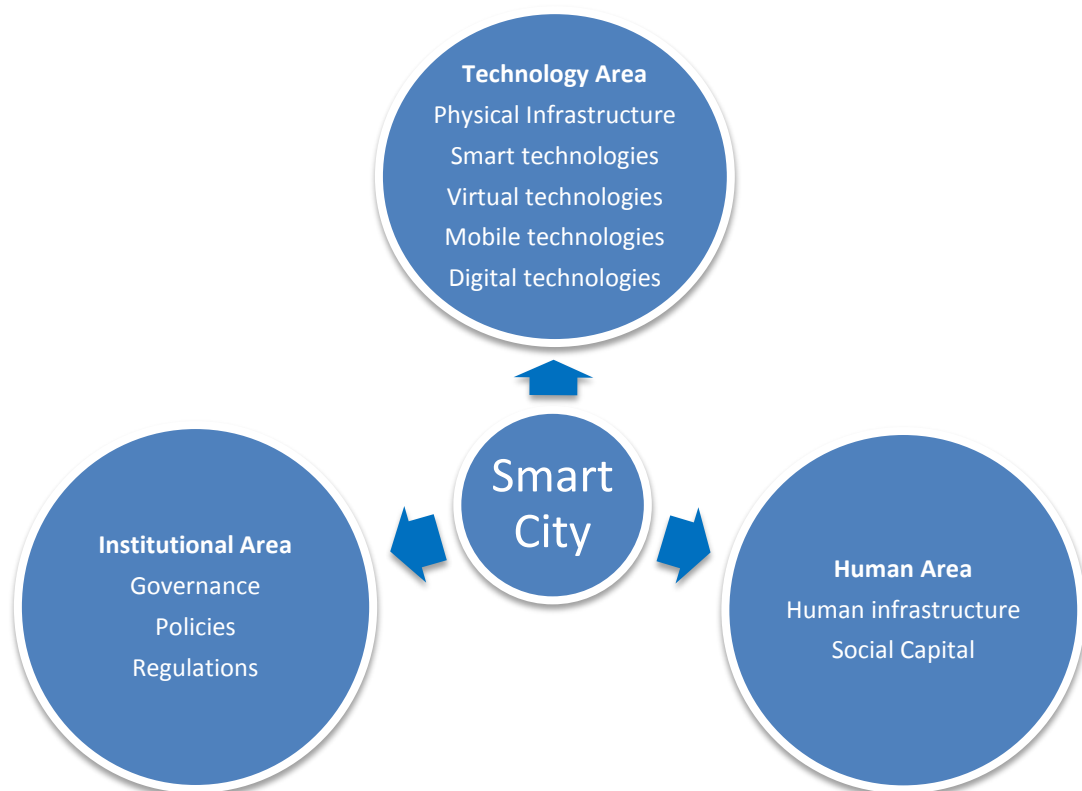 Technology Area
Physical Infrastructure
Smart technologies
Virtual technologies
Mobile technologies
Digital technologies
Smart
City
Institutional Area
Governance
Policies
Regulations
Human Area
Human infrastructure
Social Capital